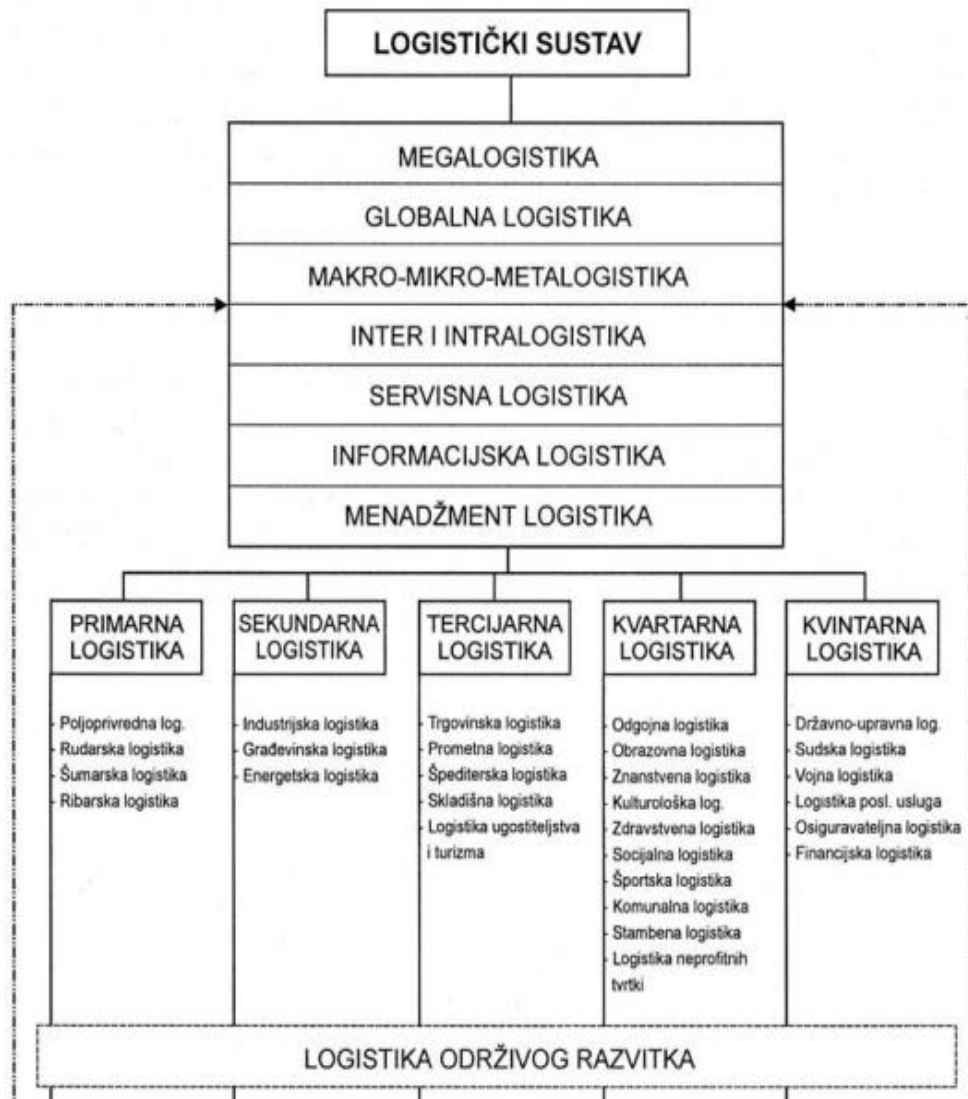 LOGISTIČKI SUSTAV
MEGALOGISTIKA
GLOBALNA LOGISTIKA
MAKRO-MIKRO-METALOGISTIKA
INTER I INTRALOGISTIKA
SERVISNA LOGISTIKA
INFORMACIJSKA LOGISTIKA
MENADŽMENT LOGISTIKA
PRIMARNA
LOGISTIKA
- Poljoprivredna log.
- Rudarska logistika
- Šumarska logistika
- Ribarska logistika
SEKUNDARNA
LOGISTIKA
- Industrijska logistika
- Građevinska logistika
- Energetska logistika
TERCIJARNA
LOGISTIKA
- Trgovinska logistika
- Prometna logistika
- Špediterska logistika
- Skladišna logistika
- Logistika ugostiteljstva
i turizma
KVARTARNA
LOGISTIKA
- Odgojna logistika
- Obrazovna logistika
- Znanstvena logistika
- Kulturološka log.
- Zdravstvena logistika
- Socijalna logistika
- Športska logistika
- Komunalna logistika
- Stambena logistika
- Logistika neprofitnih
tvrtki
KVINTARNA
LOGISTIKA
- Državno-upravna log.
- Sudska logistika
- Vojna logistika
- Logistika posl. usluga
- Osiguravateljna logistika
- Financijska logistika
LOGISTIKA ODRŽIVOG RAZVITKA